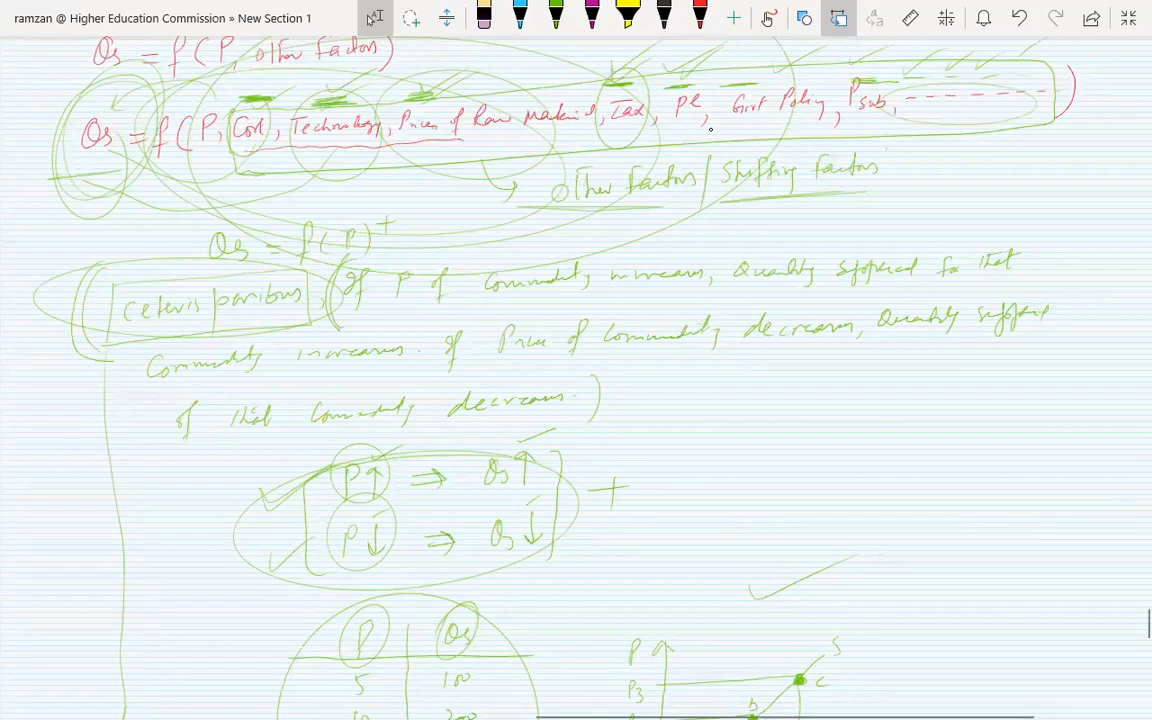 ramzan @ Higher Education Commission » New Section 1
Qs = f(P, other factors)
Qs = f(P, Cost, Technology, Prices of Raw Material, Tax, Pe, Govt Policy, Psub, - - - - - - - - )
other factors / Shifting factors
Qs = f(P)+
Ceteris paribus, (If P of Commodity increases, Quantity Supplied for that
Commodity increases. If Price of Commodity decreases, Quantity supplied
of that Commodity decreases.)
P↑ ⇒ Qs↑
+
P↓ ⇒ Qs↓
P Qs
5 100
10 200
P S
P3 c
b